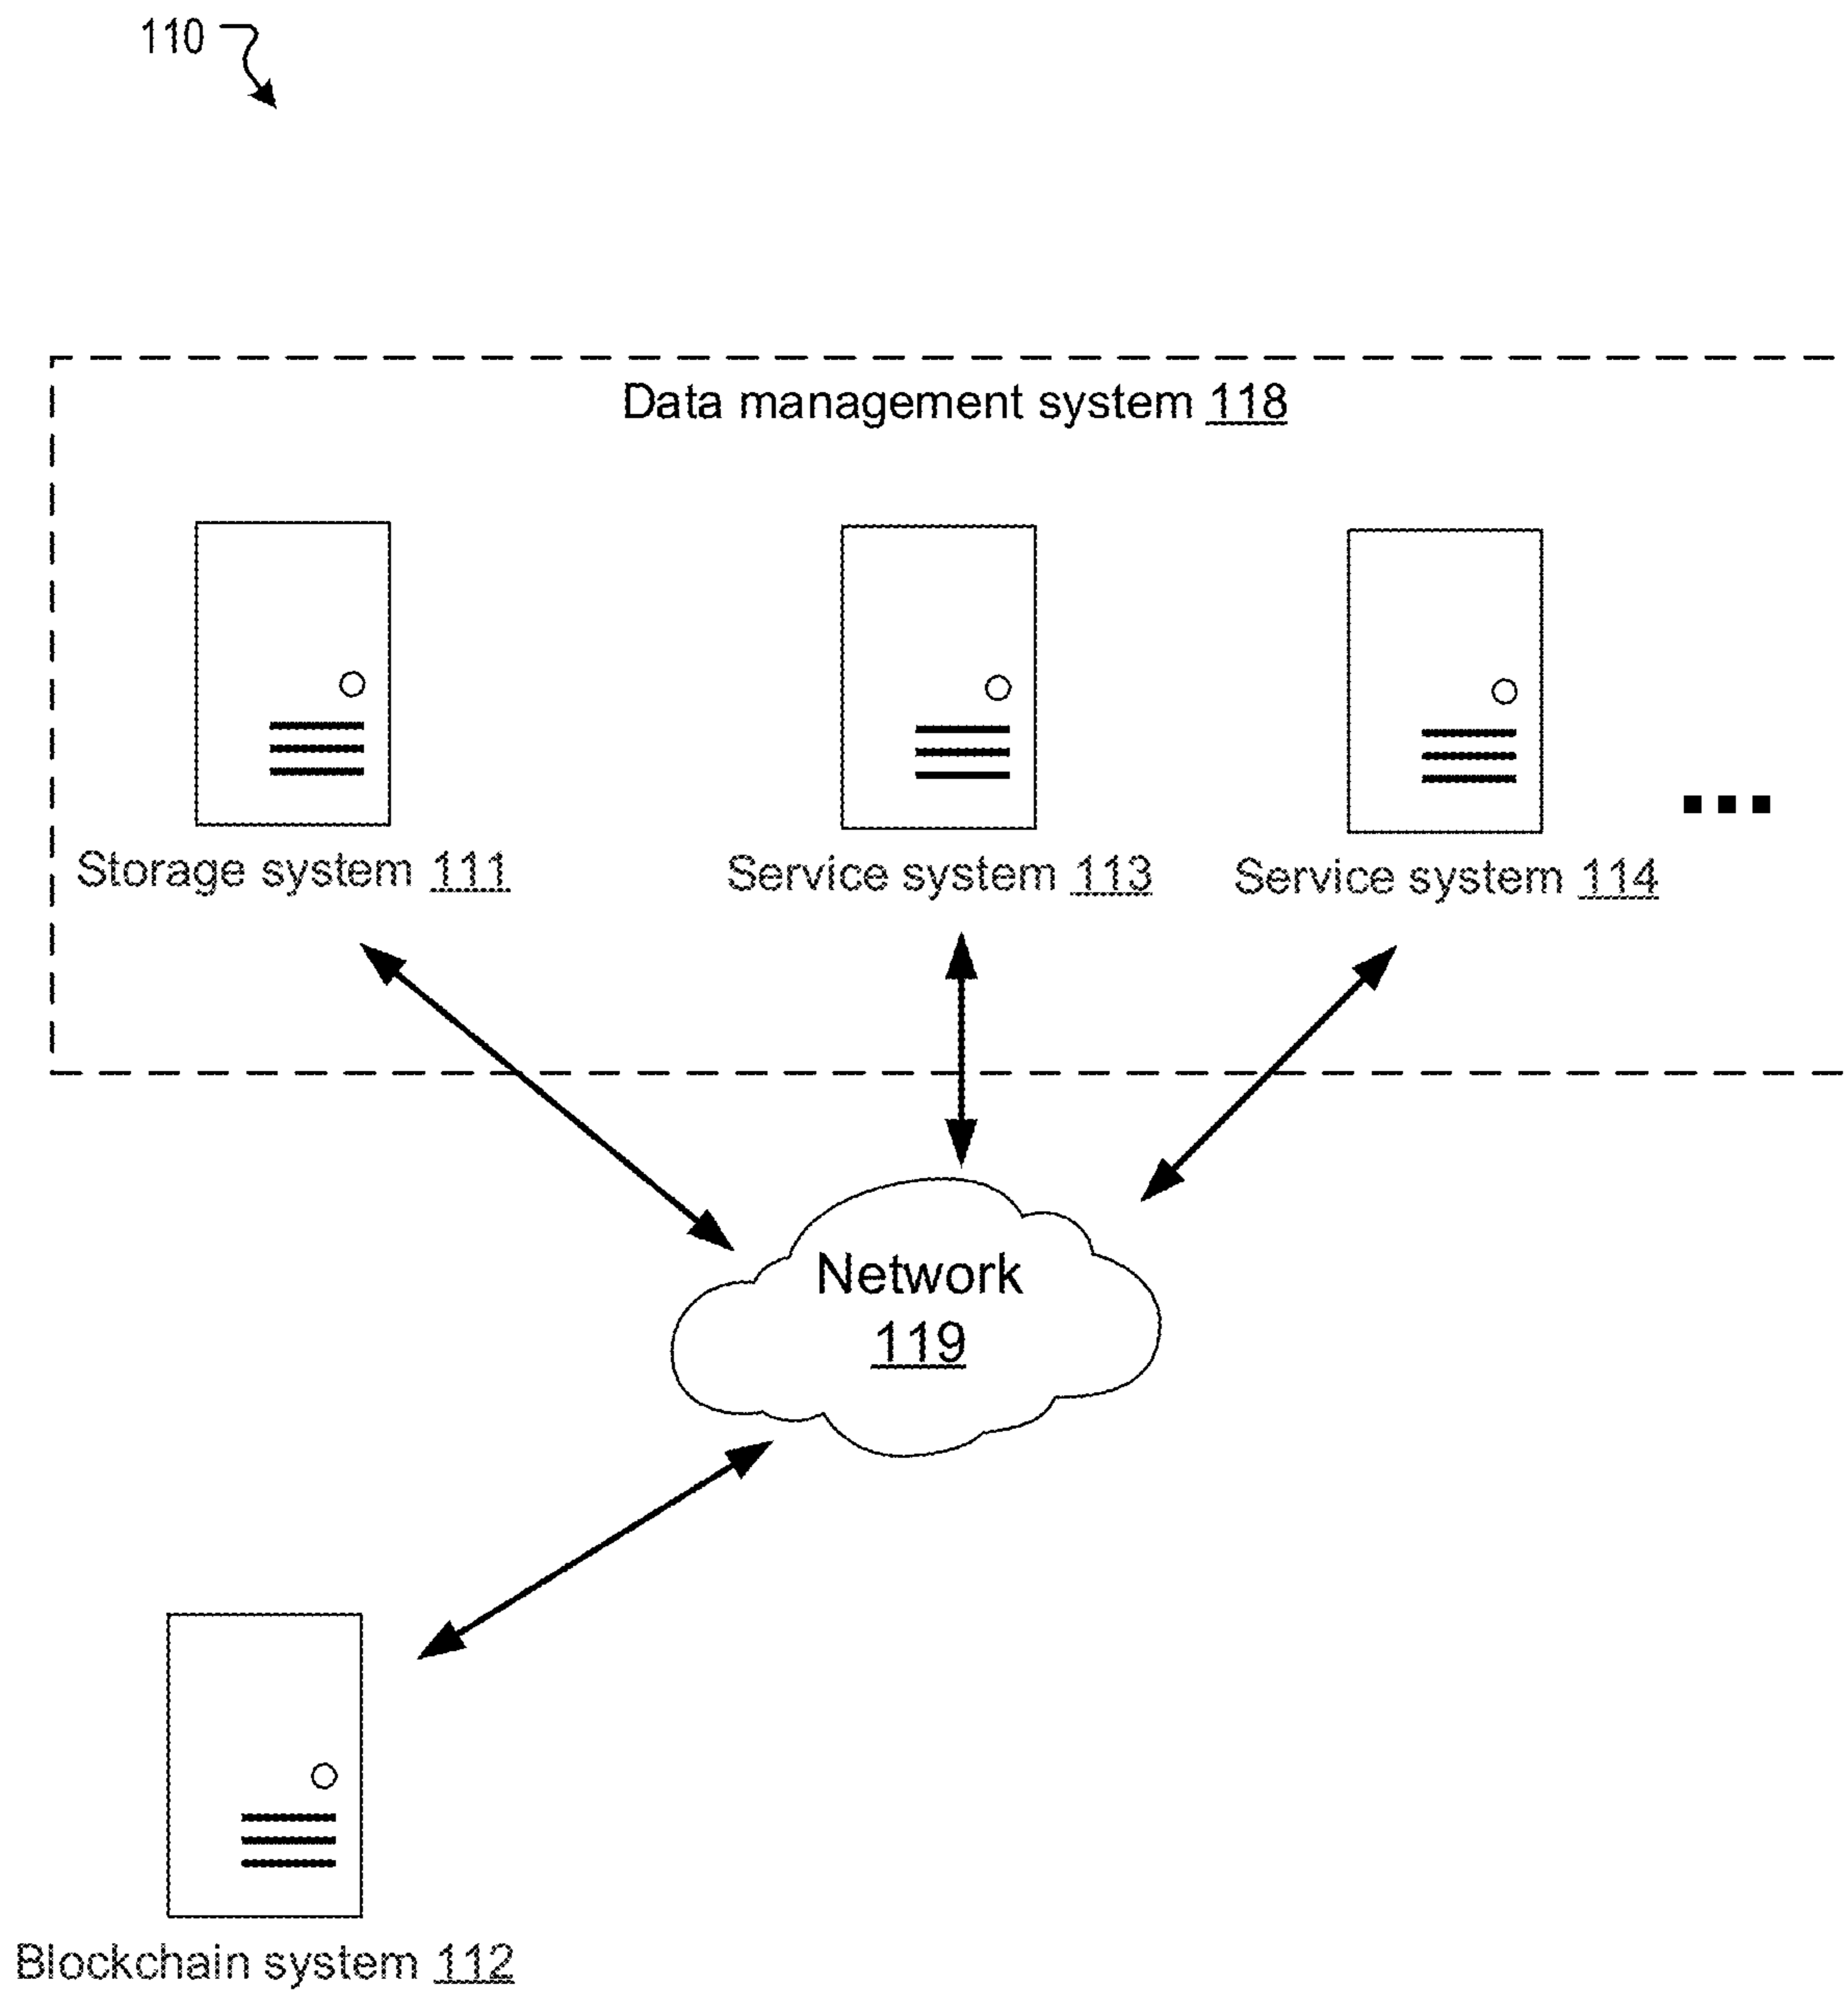 110
Data management system 118
Storage system 111
Service system 113
Service system 114
Network
119
Blockchain system 112